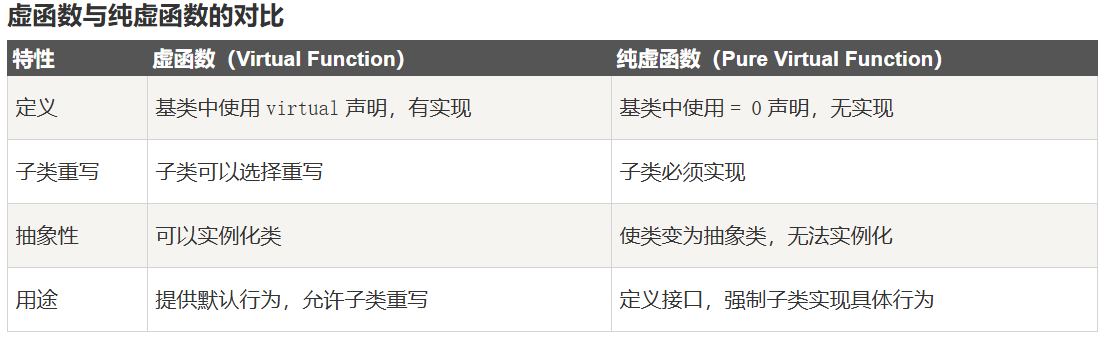 虚函数与纯虚函数的对比
特性 虚函数（Virtual Function） 纯虚函数（Pure Virtual Function）
定义 基类中使用 virtual 声明，有实现 基类中使用 = 0 声明，无实现
子类重写 子类可以选择重写 子类必须实现
抽象性 可以实例化类 使类变为抽象类，无法实例化
用途 提供默认行为，允许子类重写 定义接口，强制子类实现具体行为